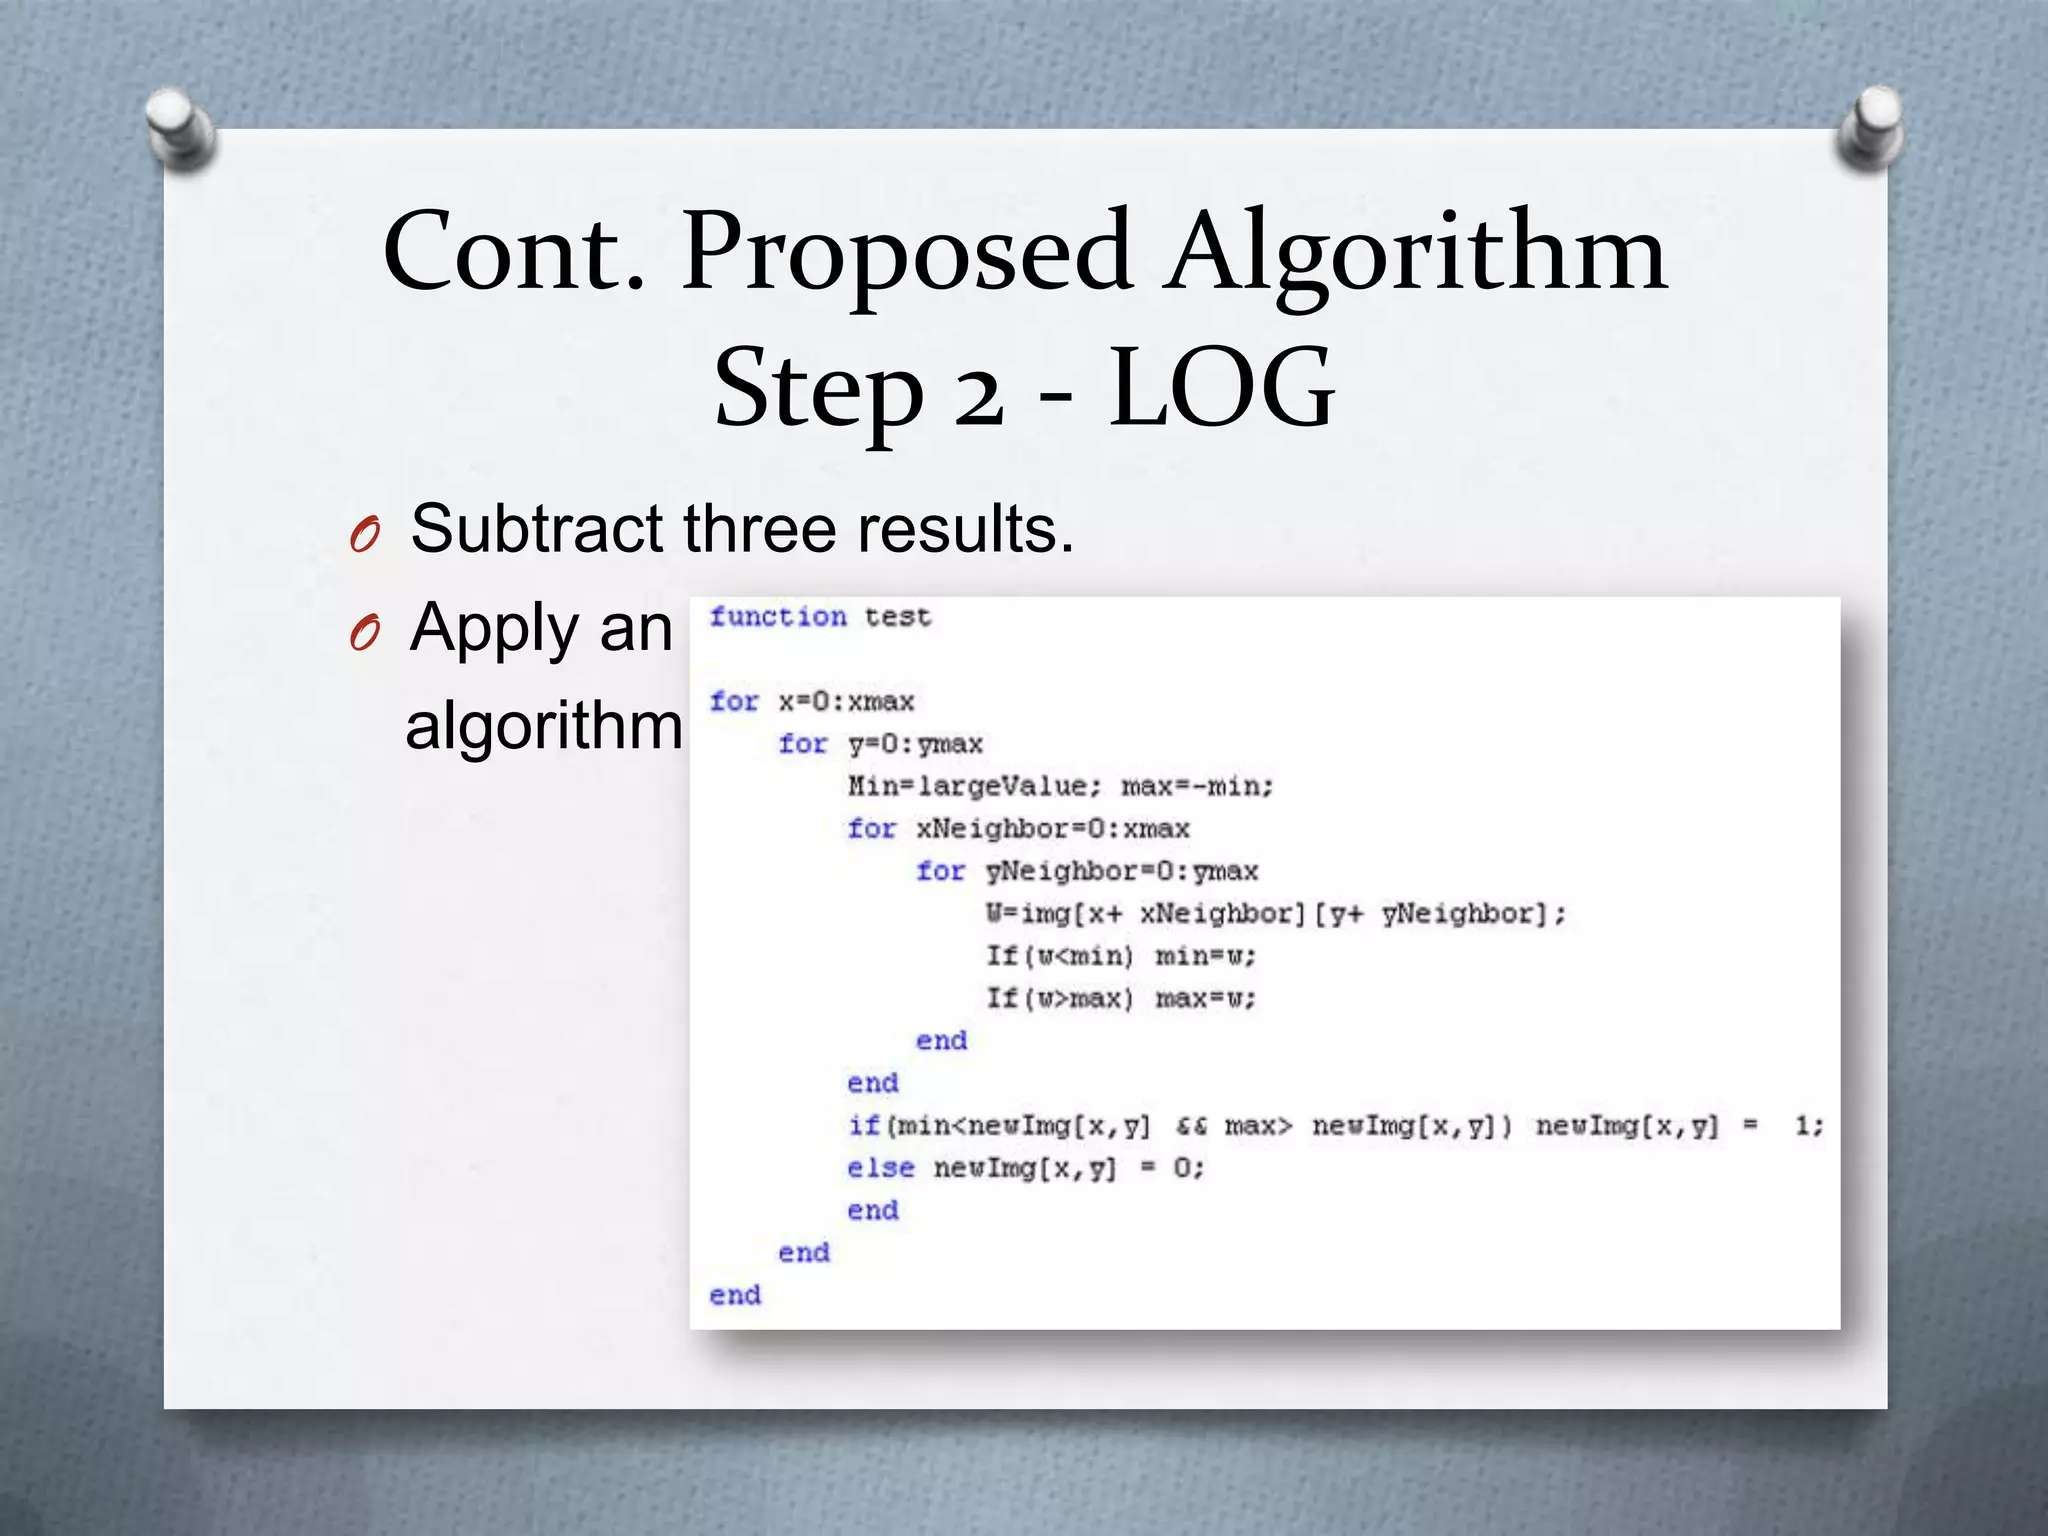 Cont. Proposed Algorithm
Step 2 - LOG
Subtract three results.
Apply an
algorithm
function test
for x=0:xmax
for y=0:ymax
Min=largeValue; max=-min;
for xNeighbor=0:xmax
for yNeighbor=0:ymax
W=img[x+ xNeighbor][y+ yNeighbor];
If(w<min) min=w;
If(w>max) max=w;
end
end
if(min<newImg[x,y] && max> newImg[x,y]) newImg[x,y] = 1;
else newImg[x,y] = 0;
end
end
end